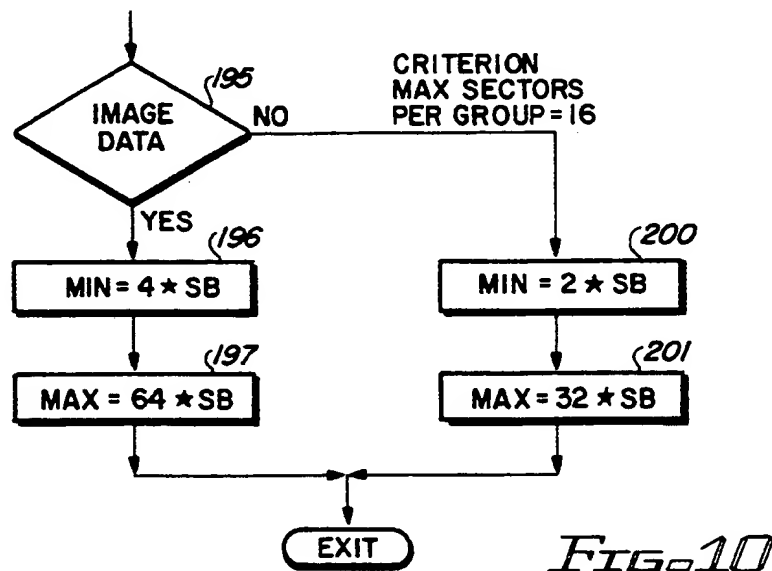 195
IMAGE
DATA
NO
CRITERION
MAX SECTORS
PER GROUP = 16
YES
196
MIN = 4 ★ SB
200
MIN = 2 ★ SB
197
MAX = 64 ★ SB
201
MAX = 32 ★ SB
EXIT
FIG. 10